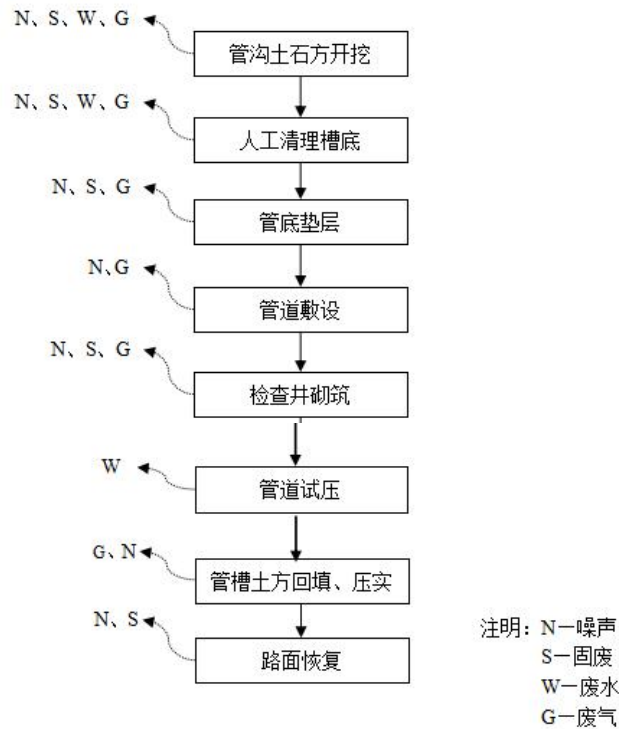 N、S、W、G
管沟土石方开挖
N、S、W、G
人工清理槽底
N、S、G
管底垫层
N、G
管道敷设
N、S、G
检查井砌筑
W
管道试压
G、N
管槽土方回填、压实
N、S
路面恢复
注明：N—噪声
S—固废
W—废水
G—废气